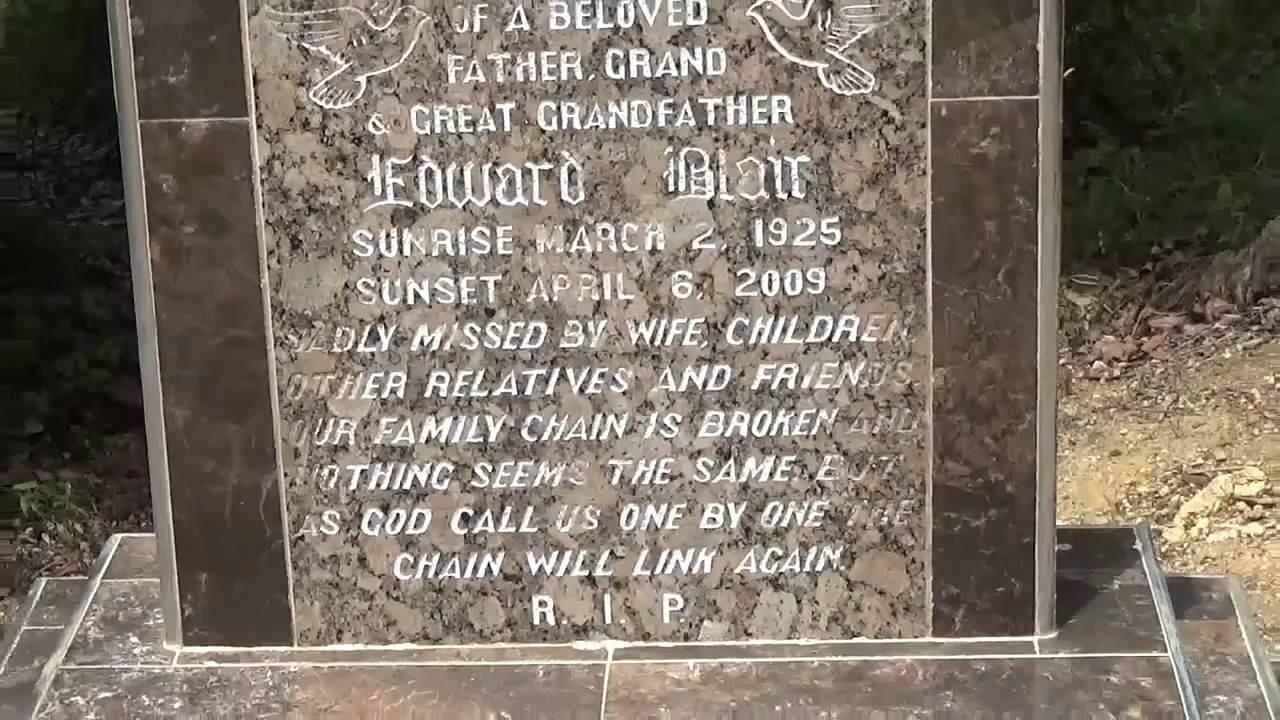 OF A BELOVED
FATHER, GRAND
& GREAT GRANDFATHER
Edward Blair
SUNRISE MARCH 2, 1925
SUNSET APRIL 6, 2009
SADLY MISSED BY WIFE, CHILDREN
OTHER RELATIVES AND FRIENDS
OUR FAMILY CHAIN IS BROKEN AND
NOTHING SEEMS THE SAME. BUT
AS GOD CALL US ONE BY ONE THE
CHAIN WILL LINK AGAIN.
R. I. P.